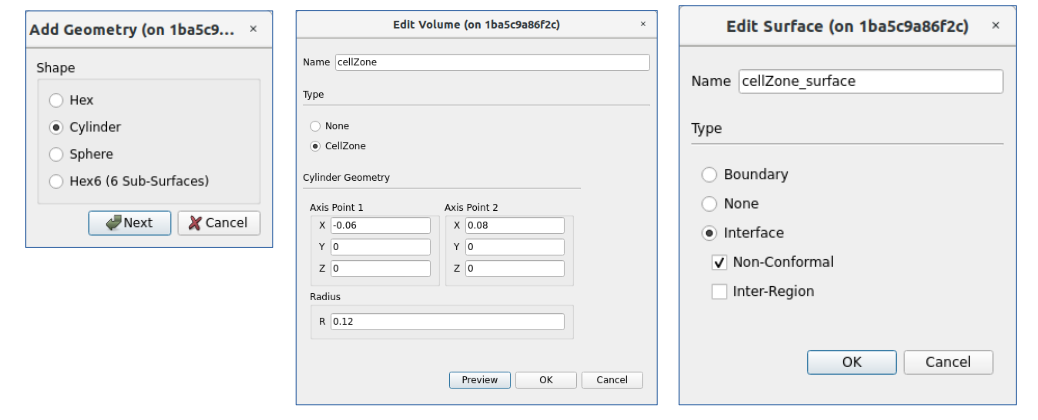 Add Geometry (on 1ba5c9... ×
Shape
Hex
Cylinder
Sphere
Hex6 (6 Sub-Surfaces)
Next Cancel
Edit Volume (on 1ba5c9a86f2c) ×
Name cellZone
Type
None
CellZone
Cylinder Geometry
Axis Point 1 Axis Point 2
X -0.06 X 0.08
Y 0 Y 0
Z 0 Z 0
Radius
R 0.12
Preview OK Cancel
Edit Surface (on 1ba5c9a86f2c) ×
Name cellZone_surface
Type
Boundary
None
Interface
Non-Conformal
Inter-Region
OK Cancel